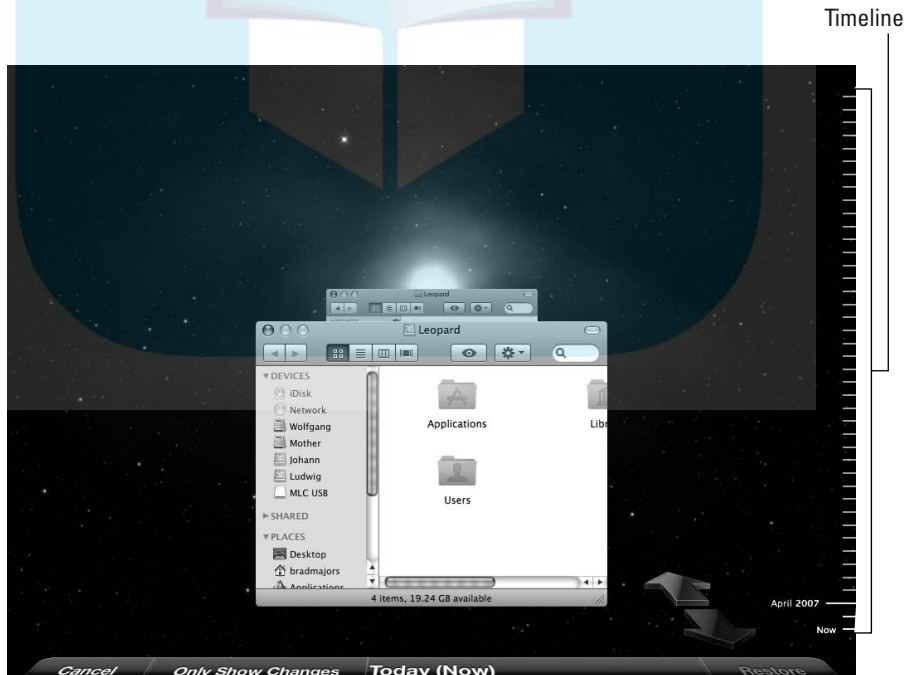 Timeline
Leopard
Leopard
DEVICES
iDisk
Network
Wolfgang
Mother
Johann
Ludwig
MLC USB
SHARED
PLACES
Desktop
bradmajors
Applications
Applications
Libr
Users
4 items, 19.24 GB available
April 2007
Now
Cancel
Only Show Changes
Today (Now)
Restore